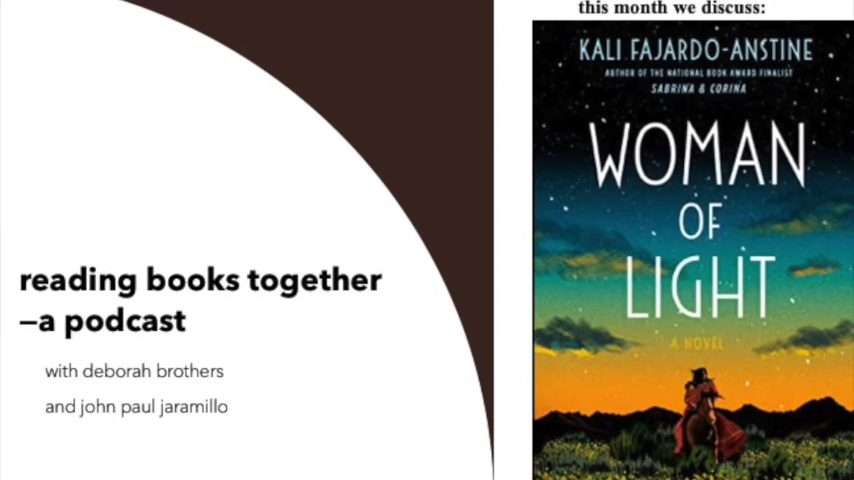 reading books together
—a podcast
with deborah brothers
and john paul jaramillo
this month we discuss:
KALI FAJARDO-ANSTINE
AUTHOR OF THE NATIONAL BOOK AWARD FINALIST
SABRINA & CORINA
WOMAN
OF
LIGHT
A NOVEL